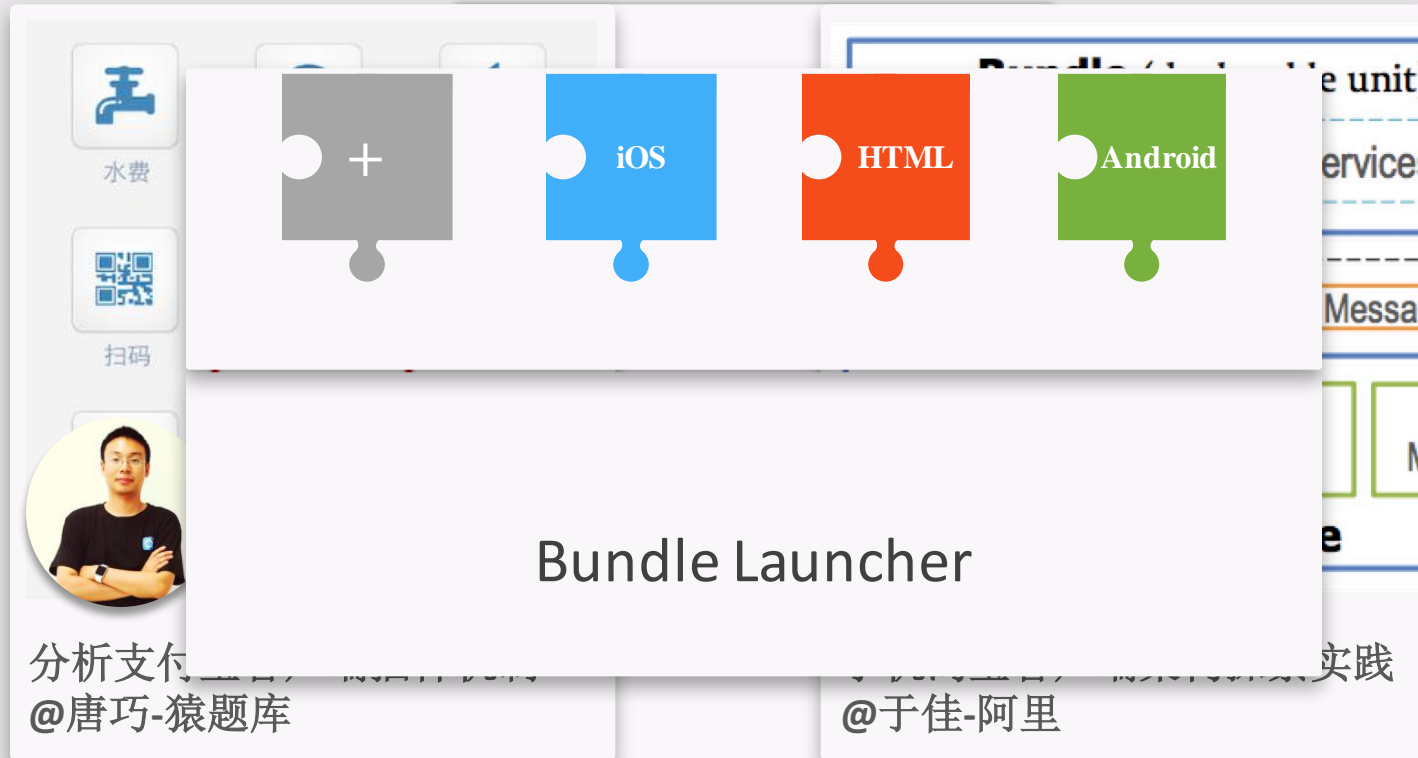 水费
扫码
+
iOS
HTML
Android
Bundle Launcher
e unit
ervice
Messa
e
分析支付
@唐巧-猿题库
实践
@于佳-阿里